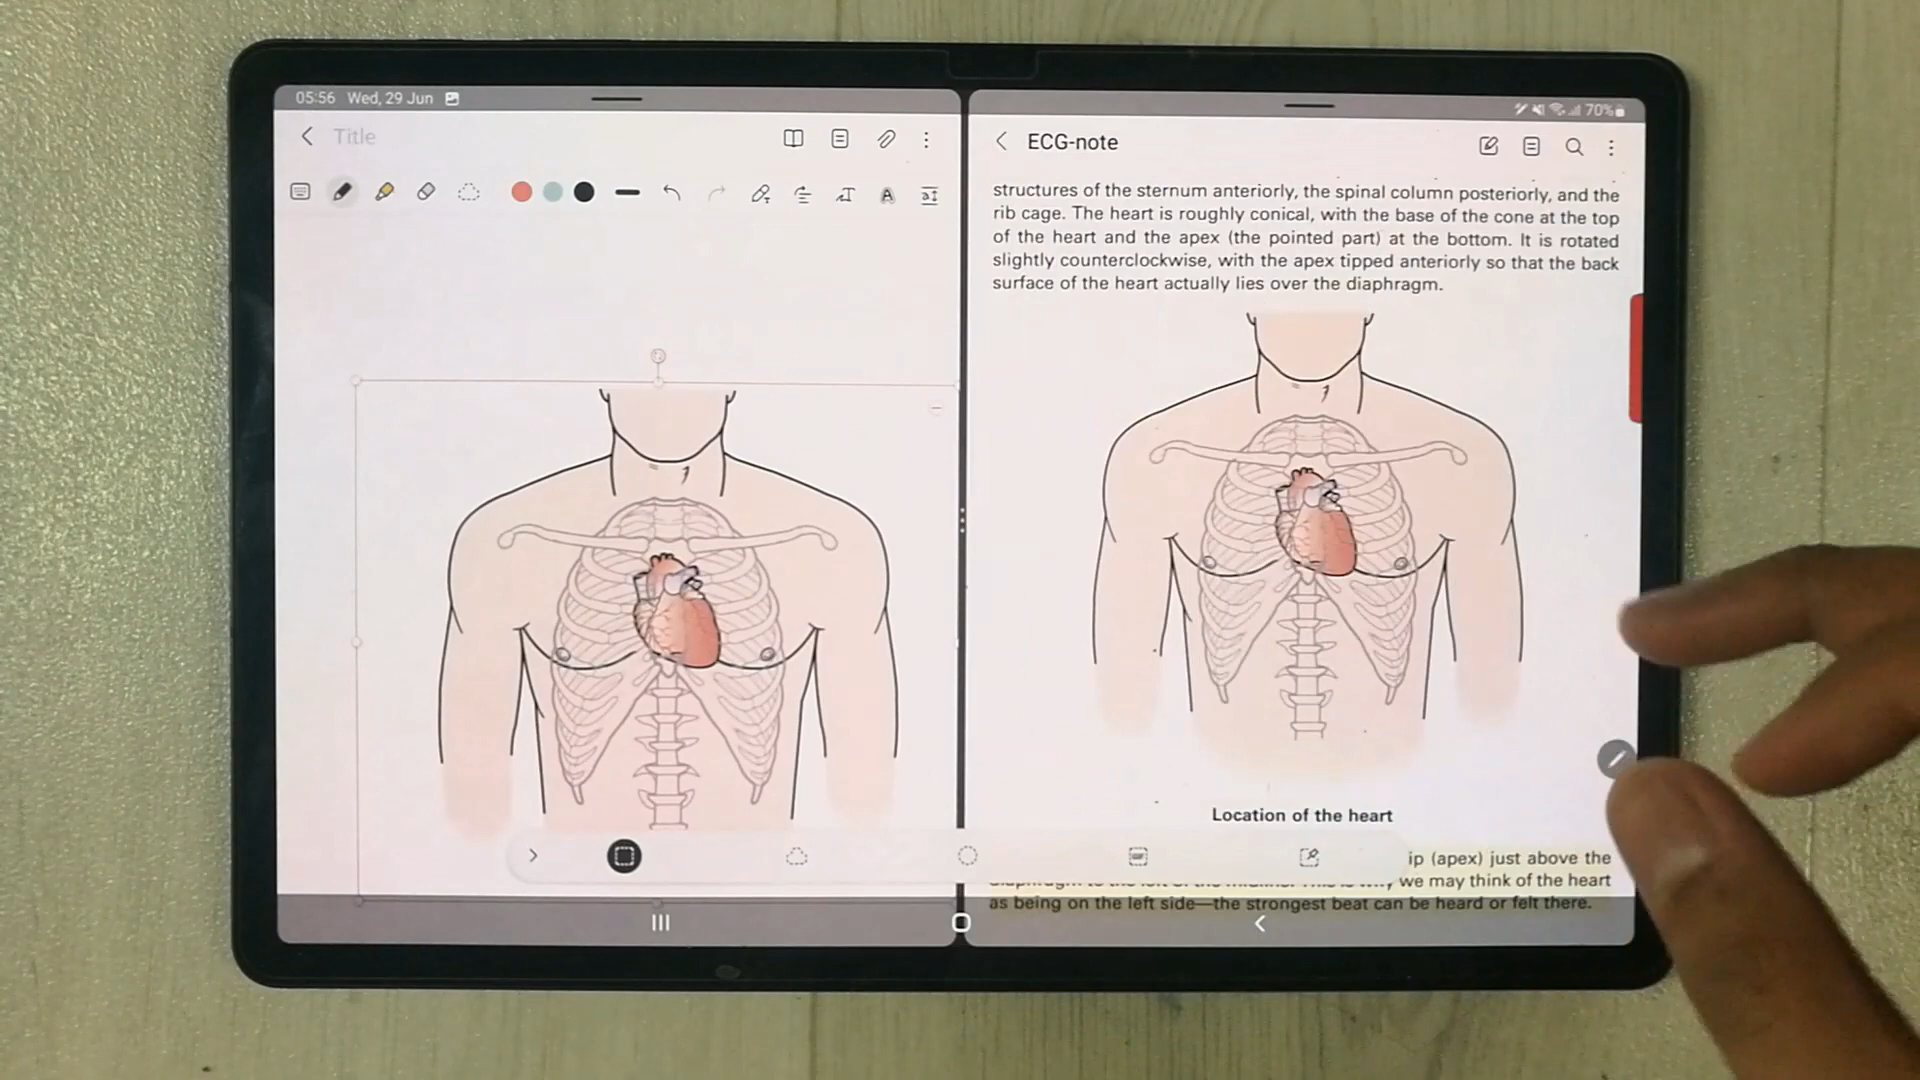 05:56 Wed, 29 Jun
70%
Title
ECG-note
structures of the sternum anteriorly, the spinal column posteriorly, and the
rib cage. The heart is roughly conical, with the base of the cone at the top
of the heart and the apex (the pointed part) at the bottom. It is rotated
slightly counterclockwise, with the apex tipped anteriorly so that the back
surface of the heart actually lies over the diaphragm.
Location of the heart
ip (apex) just above the
we may think of the heart
as being on the left side—the strongest beat can be heard or felt there.